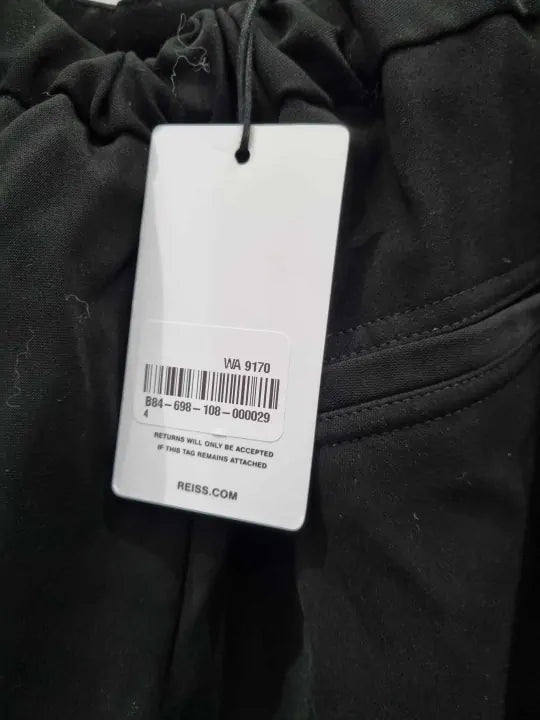 WA 9170
B84-698-108-000029
4
RETURNS WILL ONLY BE ACCEPTED
IF THIS TAG REMAINS ATTACHED
REISS.COM